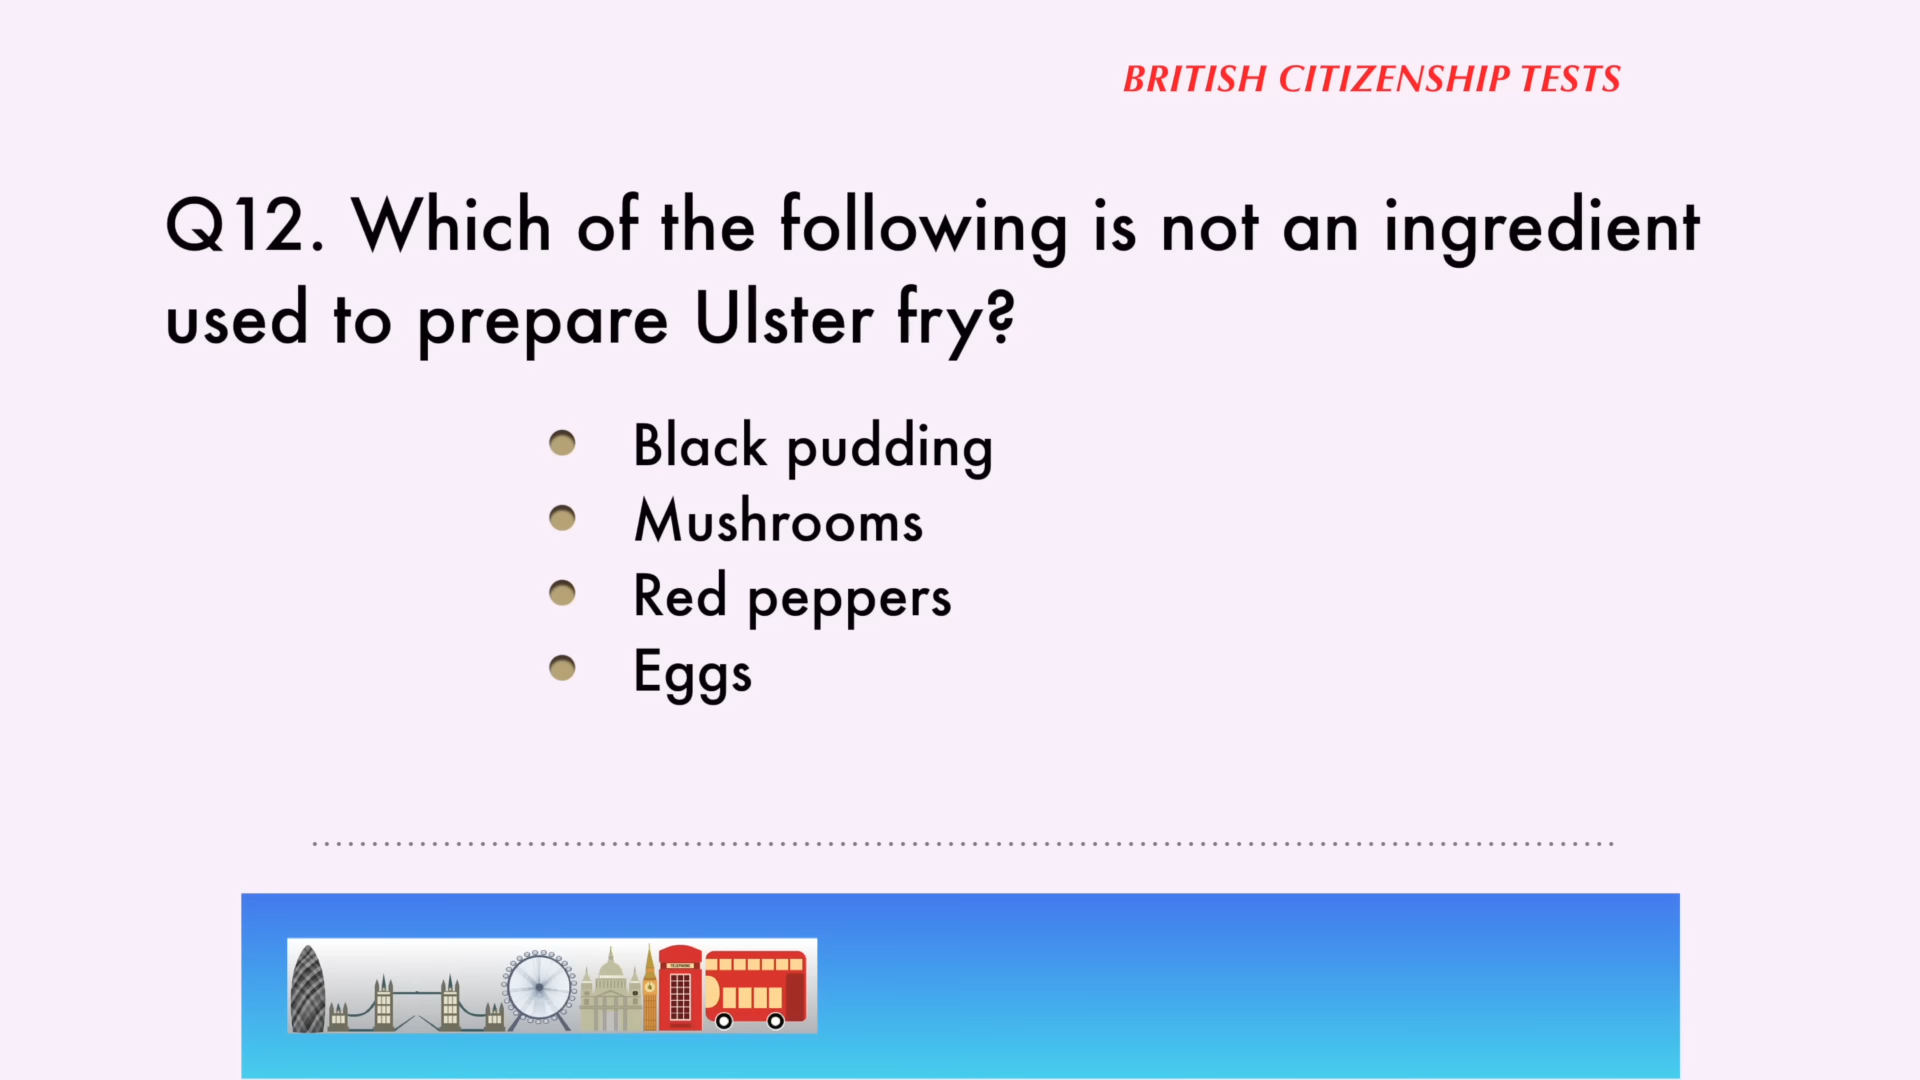 BRITISH CITIZENSHIP TESTS
Q12. Which of the following is not an ingredient
used to prepare Ulster fry?
Black pudding
Mushrooms
Red peppers
Eggs
TELEPHONE